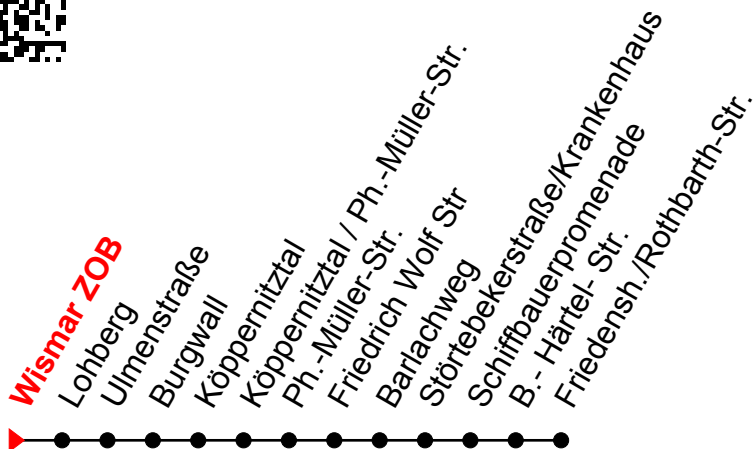 Wismar ZOB
Lohberg
Ulmenstraße
Burgwall
Köppernitztal
Köppernitztal / Ph.-Müller-Str.
Ph.-Müller-Str.
Friedrich Wolf Str
Barlachweg
Störtebekerstraße/Krankenhaus
Schiffbauerpromenade
B.- Härtel- Str.
Friedensh./Rothbarth-Str.